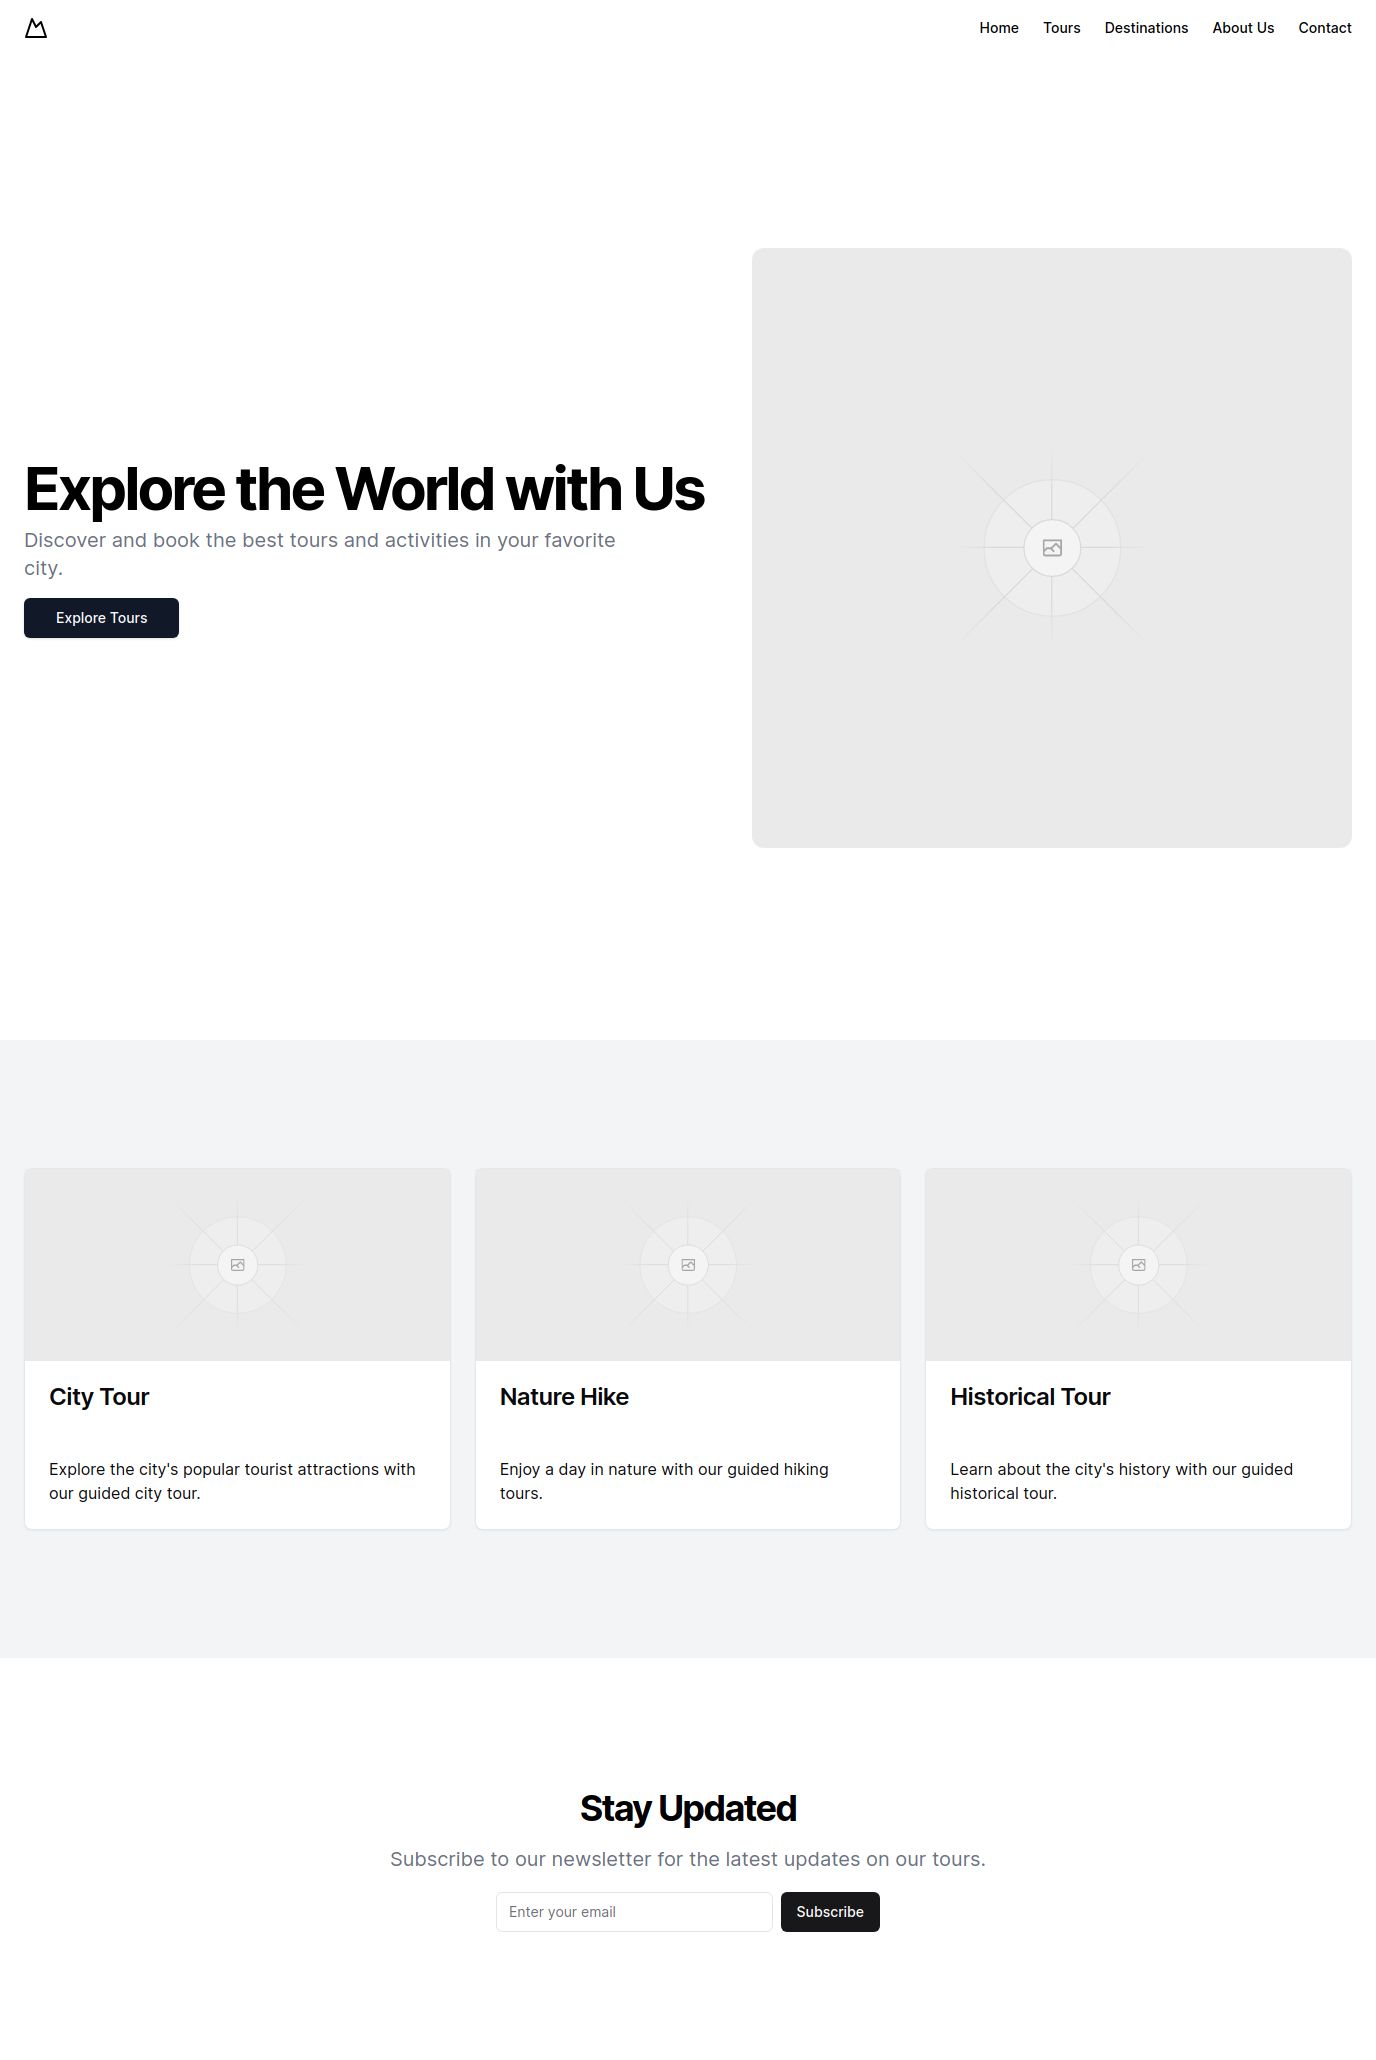 Home Tours Destinations About Us Contact
Explore the World with Us
Discover and book the best tours and activities in your favorite
city.
Explore Tours
City Tour
Explore the city's popular tourist attractions with
our guided city tour.
Nature Hike
Enjoy a day in nature with our guided hiking
tours.
Historical Tour
Learn about the city's history with our guided
historical tour.
Stay Updated
Subscribe to our newsletter for the latest updates on our tours.
Enter your email
Subscribe